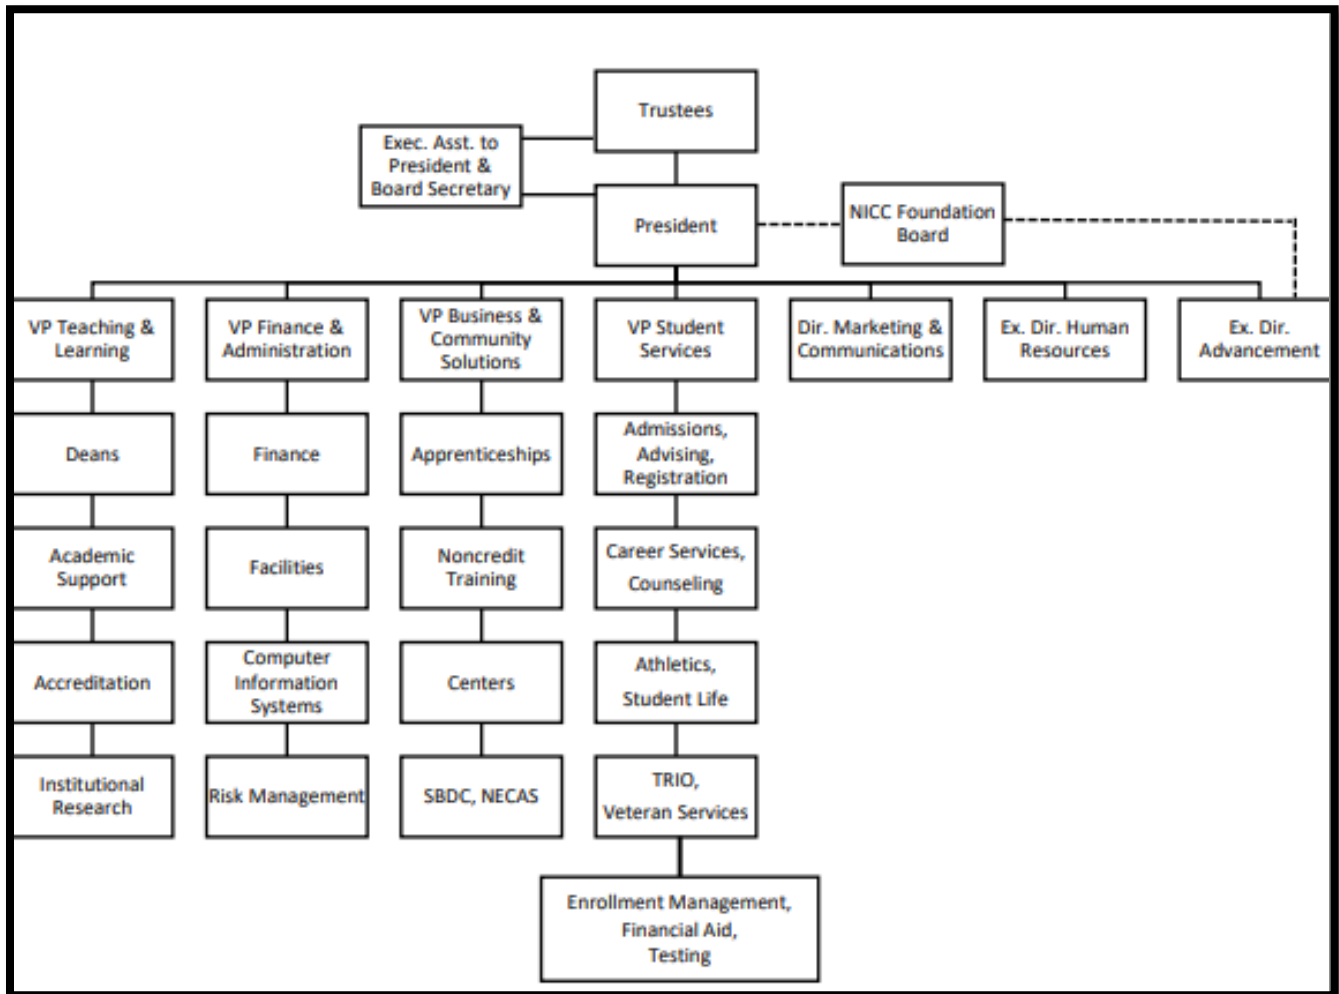 Trustees
Exec. Asst. to
President &
Board Secretary
President
NICC Foundation
Board
VP Teaching &
Learning
VP Finance &
Administration
VP Business &
Community
Solutions
VP Student
Services
Dir. Marketing &
Communications
Ex. Dir. Human
Resources
Ex. Dir.
Advancement
Deans
Finance
Apprenticeships
Admissions,
Advising,
Registration
Academic
Support
Facilities
Noncredit
Training
Career Services,
Counseling
Accreditation
Computer
Information
Systems
Centers
Athletics,
Student Life
Institutional
Research
Risk Management
SBDC, NECAS
TRIO,
Veteran Services
Enrollment Management,
Financial Aid,
Testing